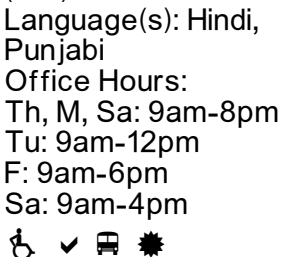 Language(s): Hindi,
Punjabi
Office Hours:
Th, M, Sa: 9am-8pm
Tu: 9am-12pm
F: 9am-6pm
Sa: 9am-4pm